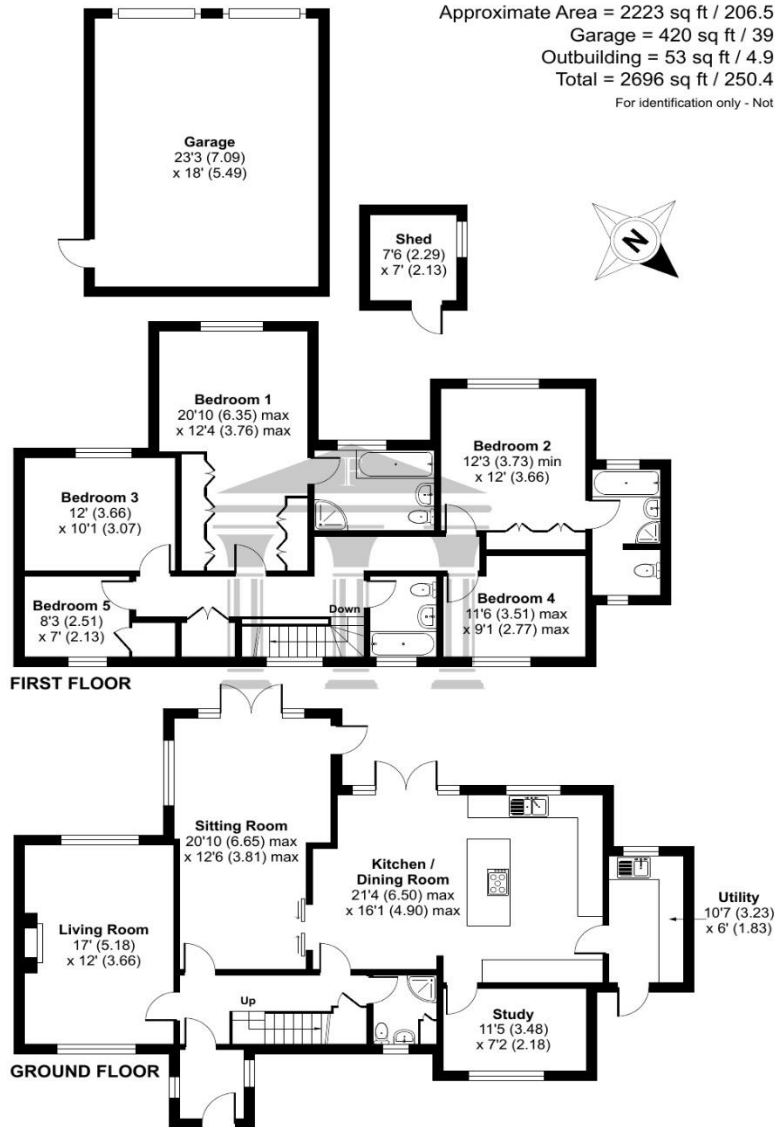 Approximate Area = 2223 sq ft / 206.5
Garage = 420 sq ft / 39
Outbuilding = 53 sq ft / 4.9
Total = 2696 sq ft / 250.4
For identification only - Not
Garage
23'3 (7.09)
x 18' (5.49)
Shed
7'6 (2.29)
x 7' (2.13)
N
Bedroom 1
20'10 (6.35) max
x 12'4 (3.76) max
Bedroom 2
12'3 (3.73) min
x 12' (3.66)
Bedroom 3
12' (3.66)
x 10'1 (3.07)
Bedroom 5
8'3 (2.51)
x 7' (2.13)
Down
Bedroom 4
11'6 (3.51) max
x 9'1 (2.77) max
FIRST FLOOR
Sitting Room
20'10 (6.65) max
x 12'6 (3.81) max
Kitchen /
Dining Room
21'4 (6.50) max
x 16'1 (4.90) max
Utility
10'7 (3.23)
x 6' (1.83)
Living Room
17' (5.18)
x 12' (3.66)
Up
Study
11'5 (3.48)
x 7'2 (2.18)
GROUND FLOOR